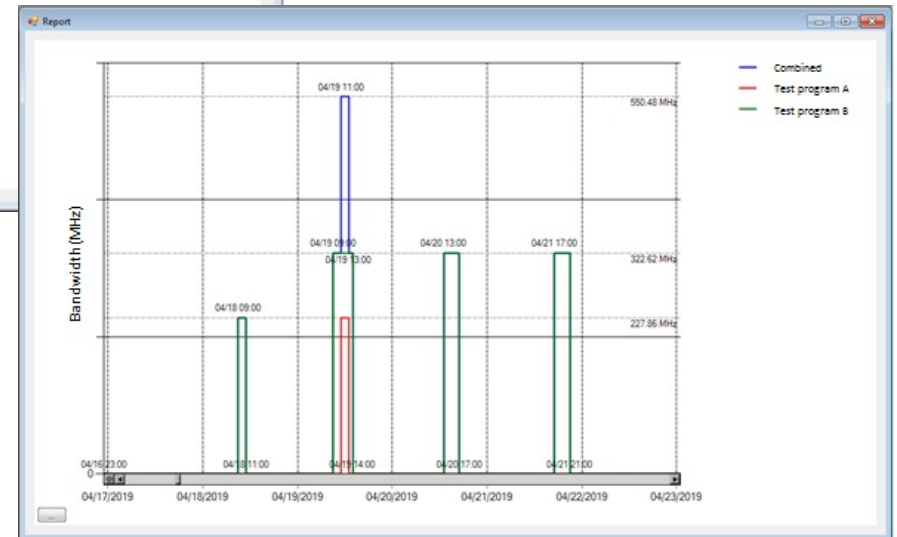 Report
Combined
Test program A
Test program B
04/19 11:00
550.48 MHz
Bandwidth (MHz)
04/19 09:00
04/20 13:00
04/21 17:00
04/19 13:00
322.62 MHz
04/18 09:00
227.86 MHz
04/16 23:00
04/18 11:00
04/19 14:00
04/20 17:00
04/21 21:00
0
04/17/2019
04/18/2019
04/19/2019
04/20/2019
04/21/2019
04/22/2019
04/23/2019
...